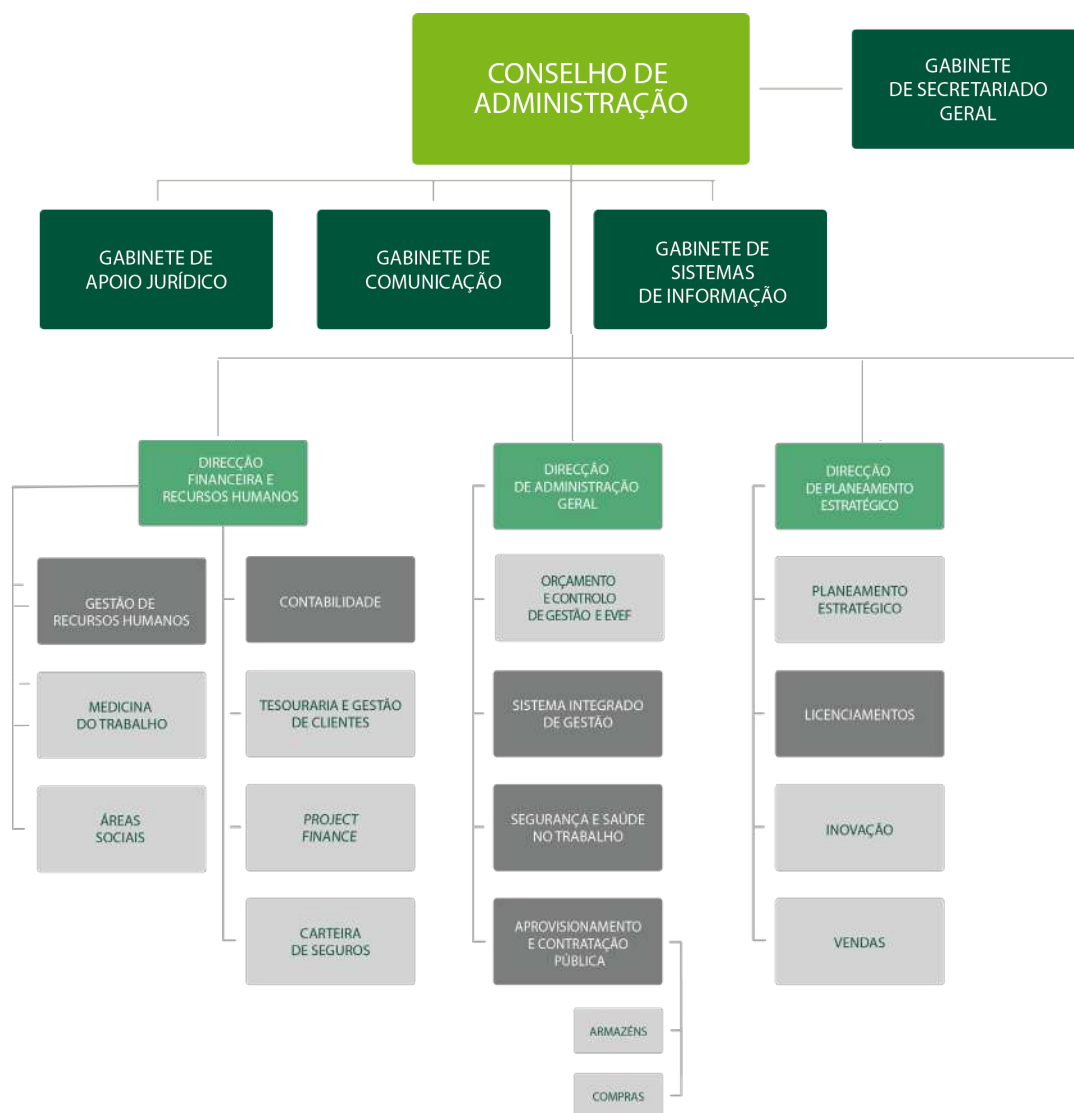 CONSELHO DE
ADMINISTRAÇÃO
GABINETE
DE SECRETARIADO
GERAL
GABINETE DE
APOIO JURÍDICO
GABINETE DE
COMUNICAÇÃO
GABINETE DE
SISTEMAS
DE INFORMAÇÃO
DIRECÇÃO
FINANCEIRA E
RECURSOS HUMANOS
DIRECÇÃO
DE ADMINISTRAÇÃO
GERAL
DIRECÇÃO
DE PLANEAMENTO
ESTRATÉGICO
GESTÃO DE
RECURSOS HUMANOS
CONTABILIDADE
ORÇAMENTO
E CONTROLO
DE GESTÃO E EVEF
PLANEAMENTO
ESTRATÉGICO
MEDICINA
DO TRABALHO
TESOURARIA E GESTÃO
DE CLIENTES
SISTEMA INTEGRADO
DE GESTÃO
LICENCIAMENTOS
ÁREAS
SOCIAIS
PROJECT
FINANCE
SEGURANÇA E SAÚDE
NO TRABALHO
INOVAÇÃO
CARTEIRA
DE SEGUROS
APROVISIONAMENTO
E CONTRATAÇÃO
PÚBLICA
VENDAS
ARMAZÉNS
COMPRAS